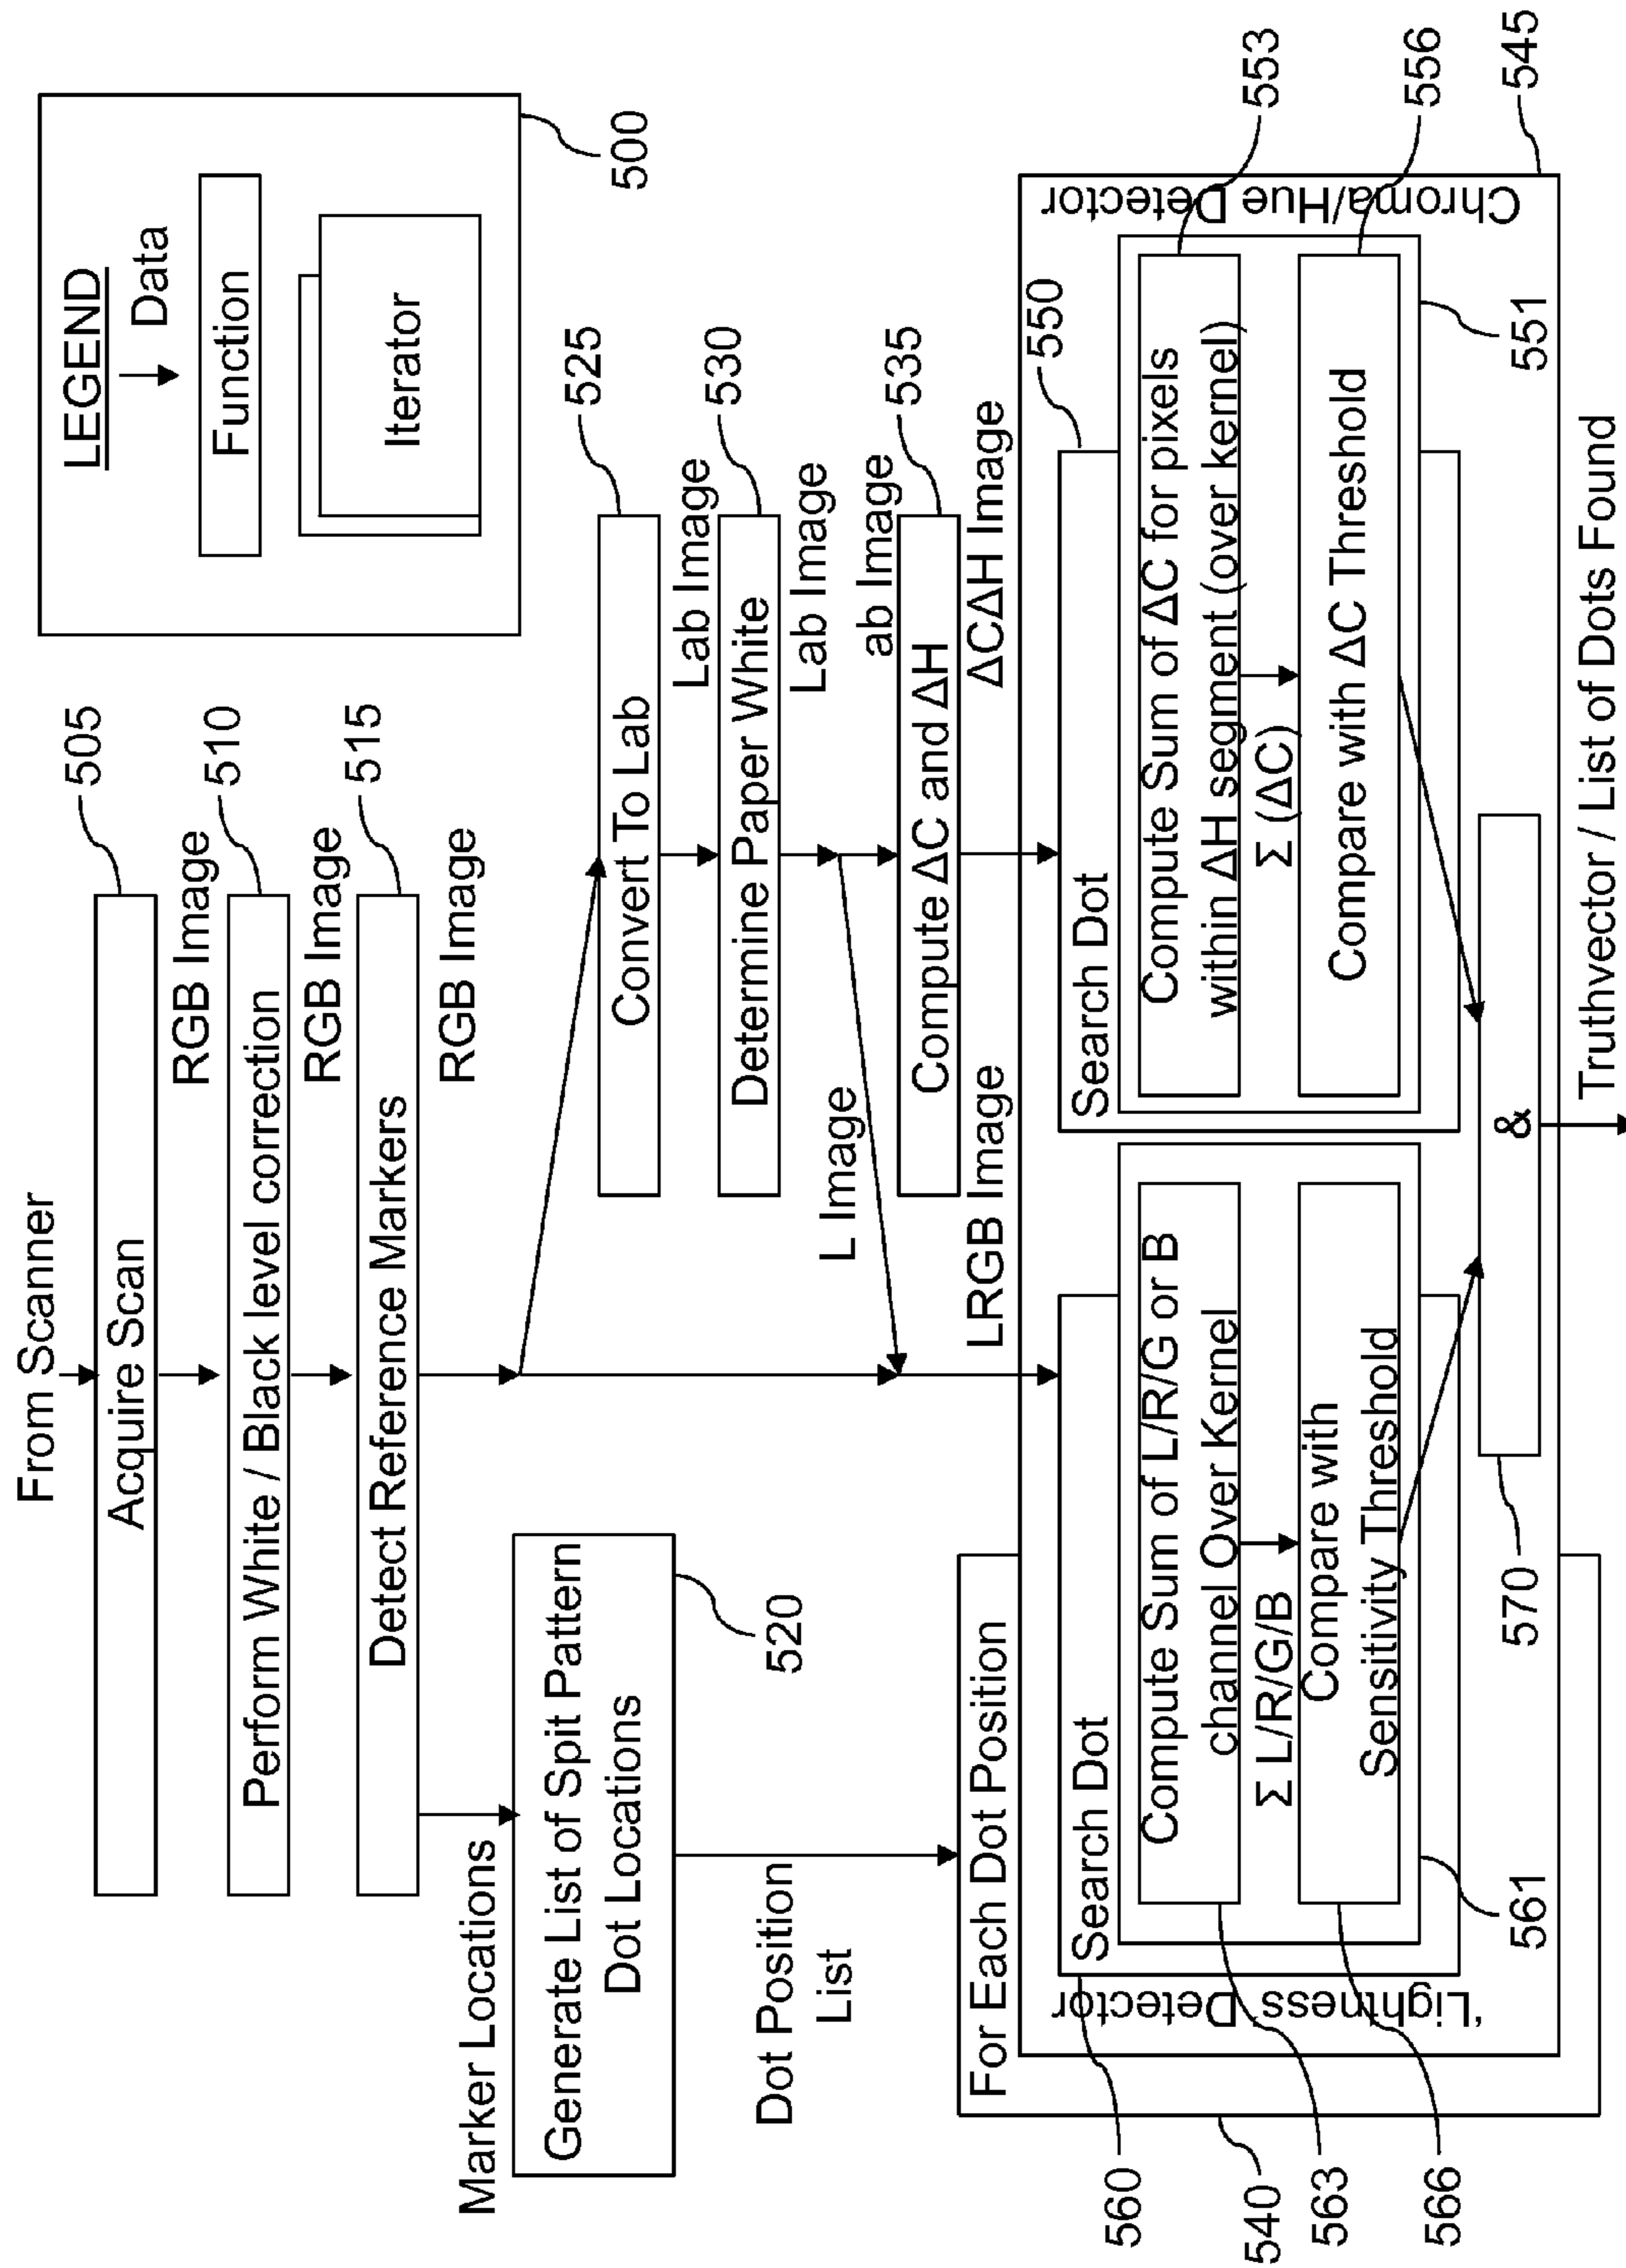 LEGEND
Data
Function
Iterator
500
From Scanner
Acquire Scan
505
RGB Image
Perform White / Black level correction
510
RGB Image
Detect Reference Markers
515
RGB Image
Marker Locations
Generate List of Spit Pattern
Dot Locations
520
Dot Position
List
Convert To Lab
525
Lab Image
Determine Paper White
530
Lab Image
L Image
ab Image
Compute ΔC and ΔH
535
LRGB Image
ΔCΔH Image
For Each Dot Position
540
545
'Lightness Detector
Search Dot
560
Compute Sum of L/R/G or B
channel Over Kernel
563
Σ L/R/G/B
Compare with
Sensitivity Threshold
566
561
Chroma/Hue Detector
Search Dot
550
Compute Sum of ΔC for pixels
within ΔH segment (over kernel)
553
Σ (ΔC)
Compare with ΔC Threshold
556
551
&
570
Truthvector / List of Dots Found